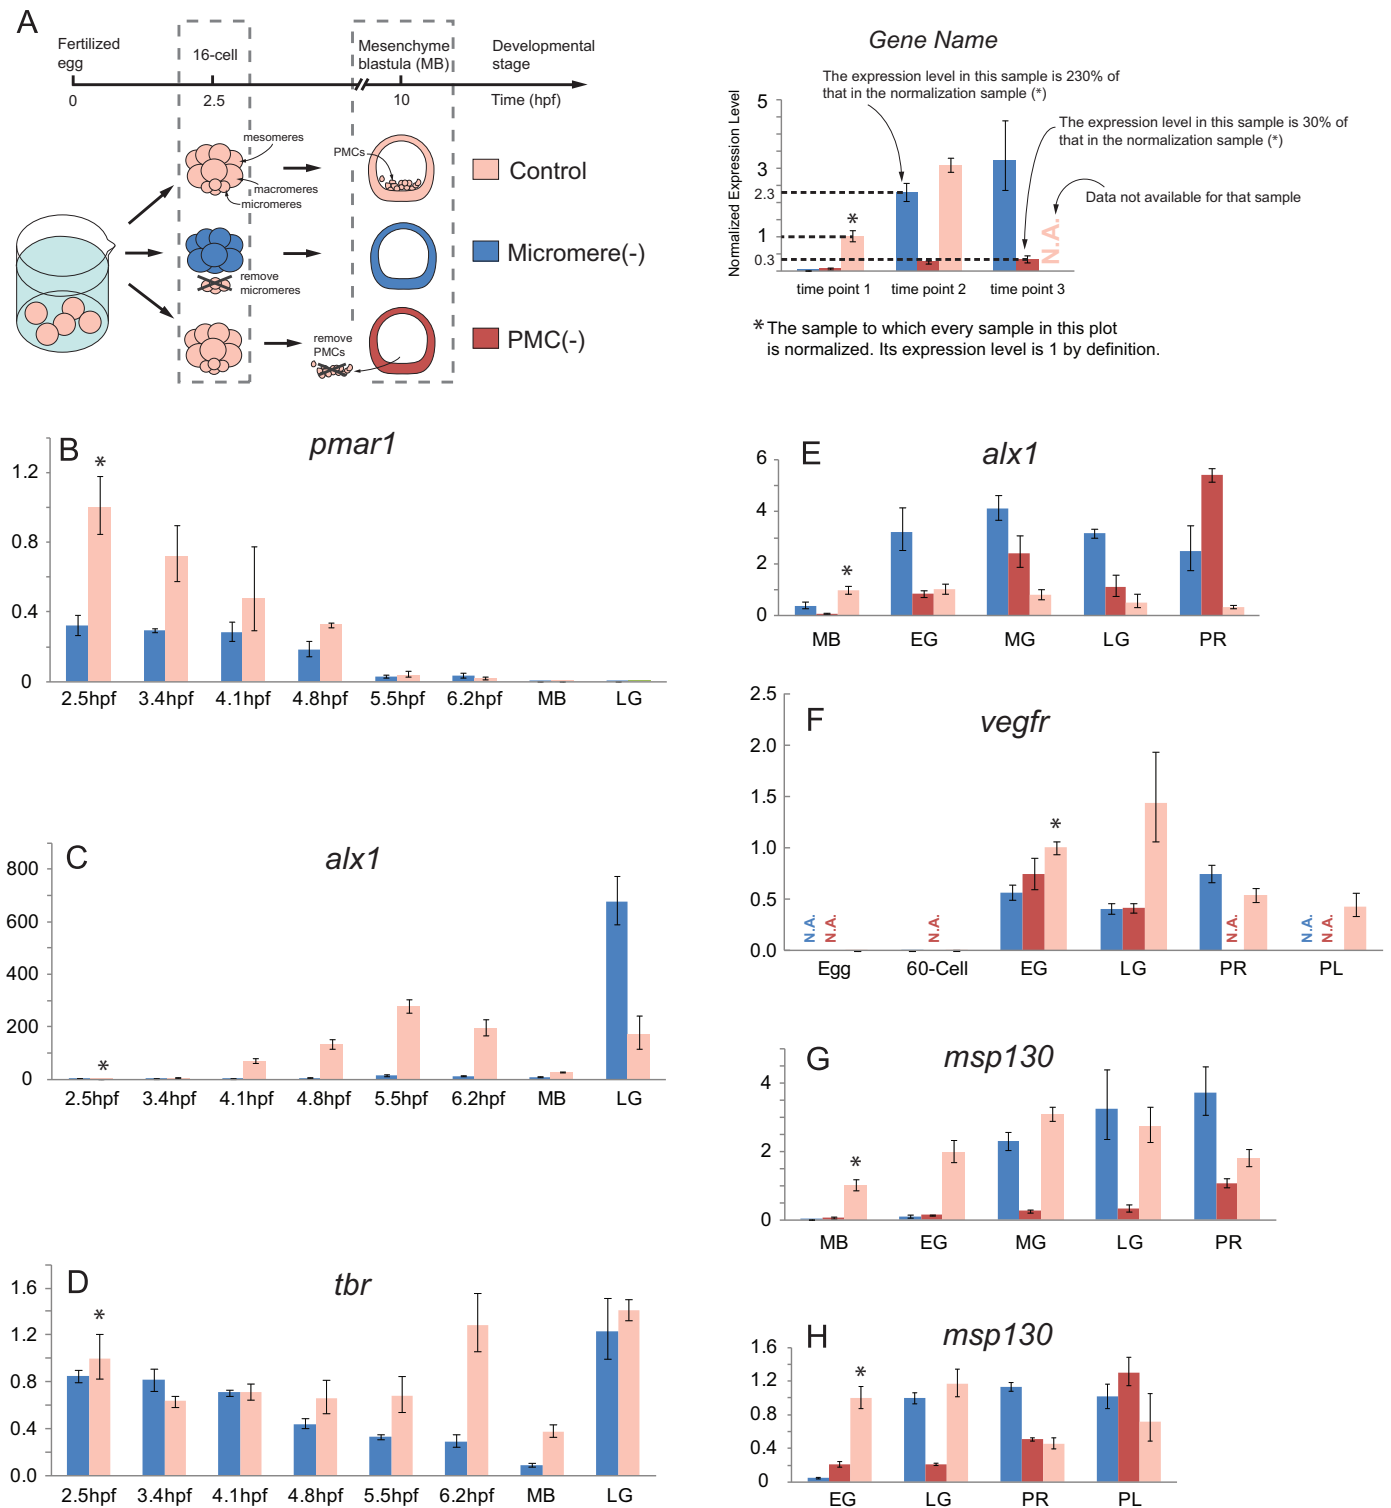 A
Fertilized
egg
16-cell
Mesenchyme
blastula (MB)
Developmental
stage
0
2.5
10
Time (hpf)
mesomeres
macromeres
micromeres
PMCs
Control
remove
micromeres
Micromere(-)
remove
PMCs
PMC(-)
Gene Name
The expression level in this sample is 230% of
that in the normalization sample (*)
The expression level in this sample is 30% of
that in the normalization sample (*)
Data not available for that sample
Normalized Expression Level
5
3
2.3
1
0.3
*
N.A.
time point 1 time point 2 time point 3
* The sample to which every sample in this plot
is normalized. Its expression level is 1 by definition.
B
pmar1
1.2
0.8
0.4
0
*
2.5hpf 3.4hpf 4.1hpf 4.8hpf 5.5hpf 6.2hpf MB LG
C
alx1
800
600
400
200
0
*
2.5hpf 3.4hpf 4.1hpf 4.8hpf 5.5hpf 6.2hpf MB LG
D
tbr
1.6
1.2
0.8
0.4
0.0
*
2.5hpf 3.4hpf 4.1hpf 4.8hpf 5.5hpf 6.2hpf MB LG
E
alx1
6
4
2
0
*
MB EG MG LG PR
F
vegfr
2.5
2.0
1.5
1.0
0.5
0.0
*
N.A. N.A. N.A. N.A. N.A. N.A.
Egg 60-Cell EG LG PR PL
G
msp130
4
2
0
*
MB EG MG LG PR
H
msp130
1.6
1.2
0.8
0.4
0
*
EG LG PR PL